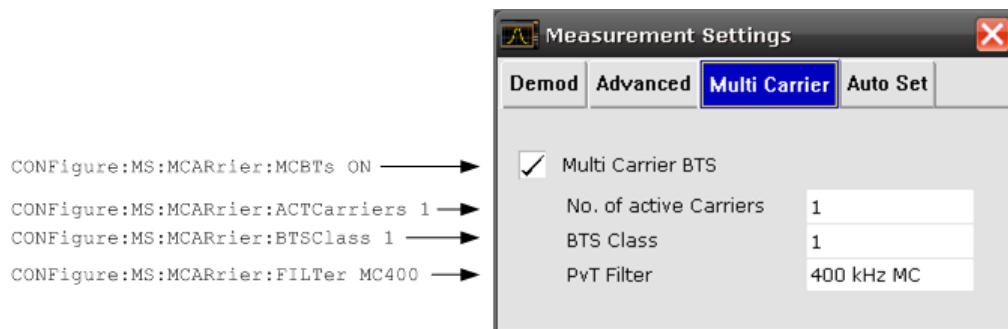 Measurement Settings
Demod Advanced Multi Carrier Auto Set
CONFigure:MS:MCARrier:MCBTs ON Multi Carrier BTS
CONFigure:MS:MCARrier:ACTCarriers 1 No. of active Carriers 1
CONFigure:MS:MCARrier:BTSClass 1 BTS Class 1
CONFigure:MS:MCARrier:FILTer MC400 PvT Filter 400 kHz MC